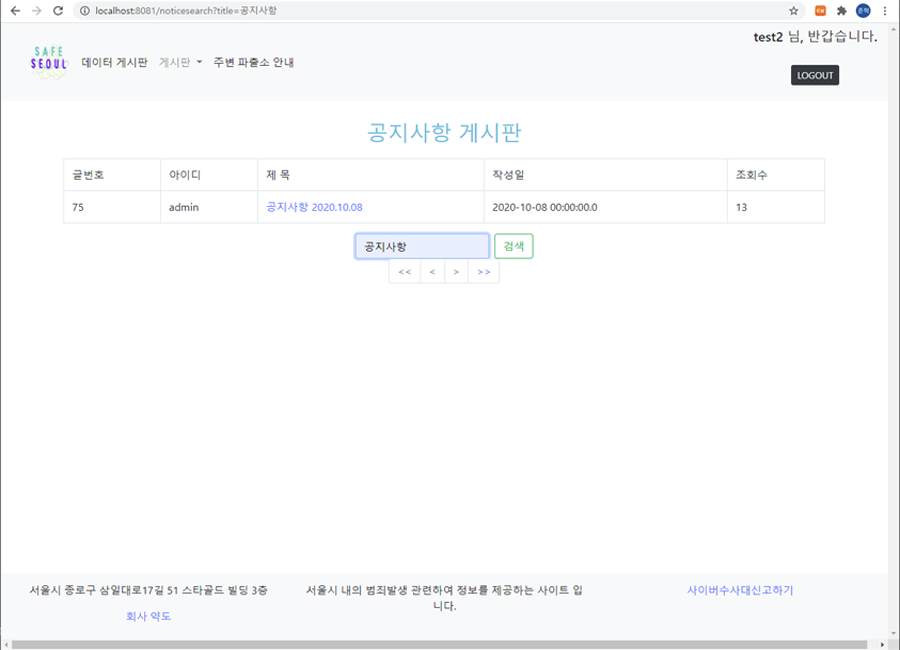 localhost:8081/noticesearch?title=공지사항
test2 님, 반갑습니다.
SAFE
SEOUL
데이터 게시판 게시판 주변 파출소 안내
LOGOUT
공지사항 게시판
글번호 아이디 제 목 작성일 조회수
75 admin 공지사항 2020.10.08 2020-10-08 00:00:00.0 13
공지사항 검색
<< < > >>
서울시 종로구 삼일대로17길 51 스타골드 빌딩 3층
회사 약도
서울시 내의 범죄발생 관련하여 정보를 제공하는 사이트 입
니다.
사이버수사대신고하기